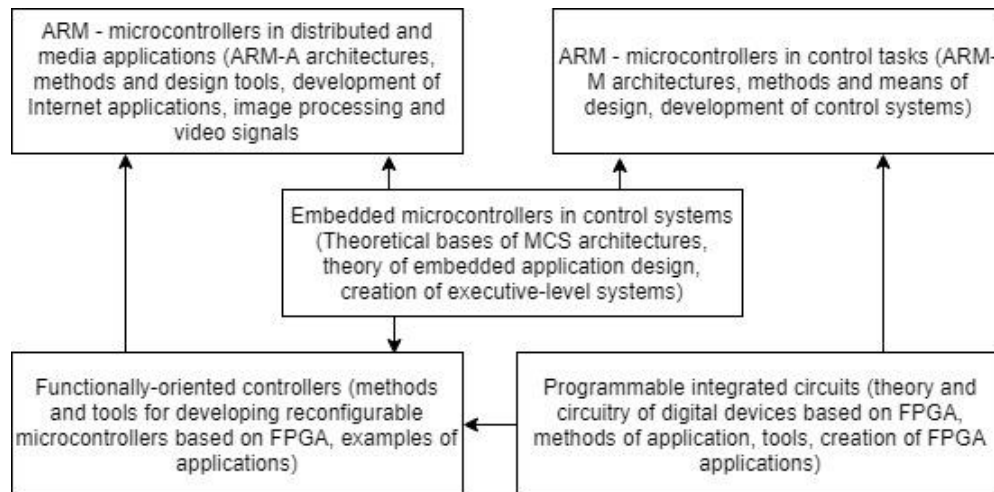 ARM - microcontrollers in distributed and
media applications (ARM-A architectures,
methods and design tools, development of
Internet applications, image processing and
video signals
ARM - microcontrollers in control tasks (ARM-
M architectures, methods and means of
design, development of control systems)
Embedded microcontrollers in control systems
(Theoretical bases of MCS architectures,
theory of embedded application design,
creation of executive-level systems)
Functionally-oriented controllers (methods
and tools for developing reconfigurable
microcontrollers based on FPGA, examples of
applications)
Programmable integrated circuits (theory and
circuitry of digital devices based on FPGA,
methods of application, tools, creation of FPGA
applications)